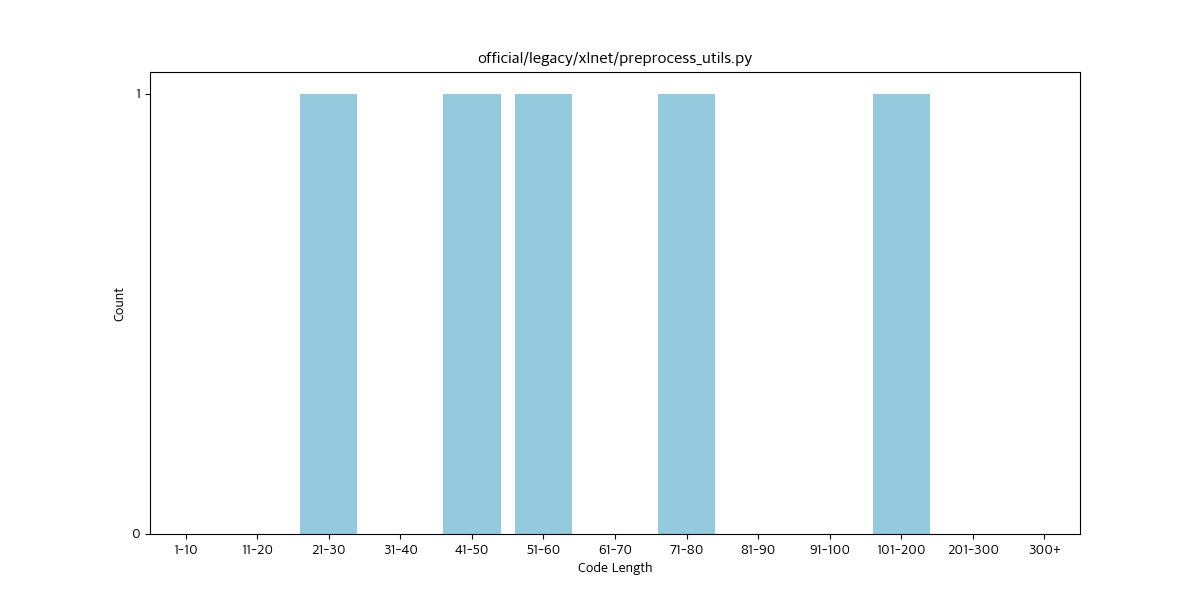 official/legacy/xlnet/preprocess_utils.py
1
0
Count
1-10 11-20 21-30 31-40 41-50 51-60 61-70 71-80 81-90 91-100 101-200 201-300 300+
Code Length